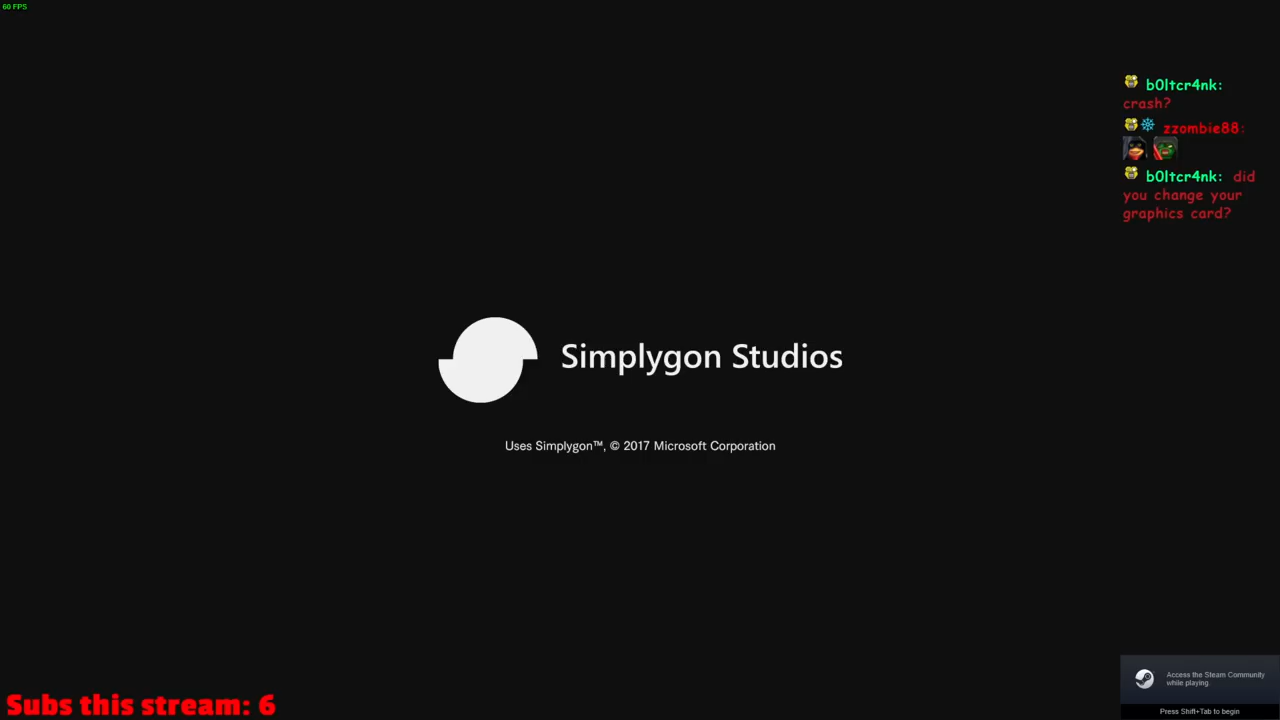 60 FPS
b0ltcr4nk:
crash?
zzombie88:
b0ltcr4nk: did
you change your
graphics card?
Simplygon Studios
Uses Simplygon™, © 2017 Microsoft Corporation
Access the Steam Community
while playing
Press Shift+Tab to begin
Subs this stream: 6